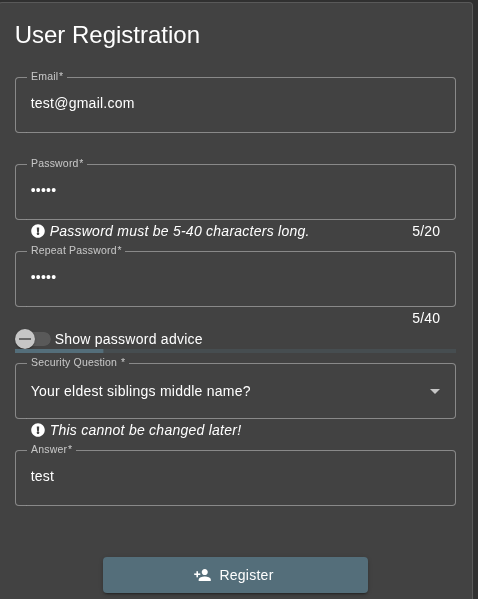 User Registration
Email*
test@gmail.com
Password*
•••••
Password must be 5-40 characters long.
5/20
Repeat Password*
•••••
5/40
Show password advice
Security Question *
Your eldest siblings middle name?
This cannot be changed later!
Answer*
test
Register